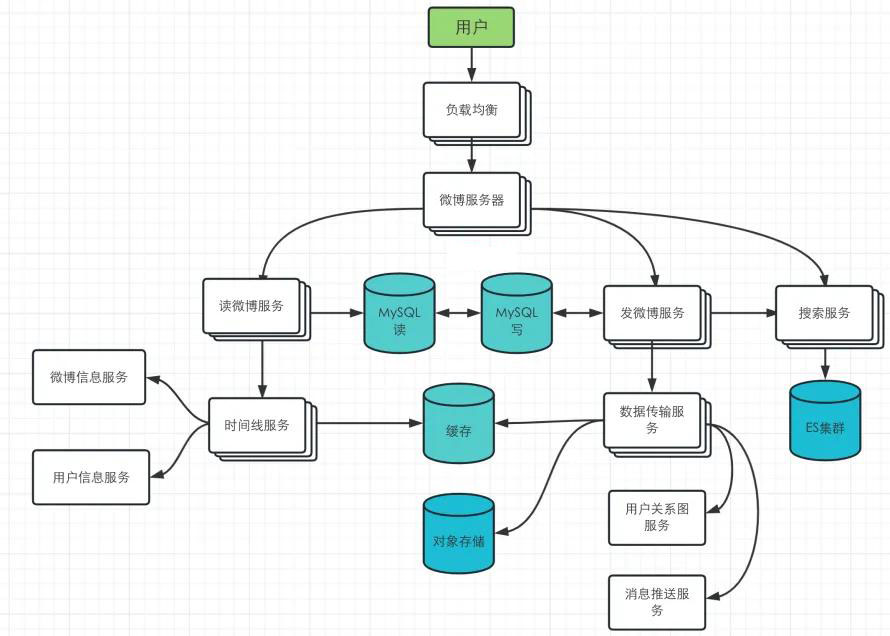 用户
负载均衡
微博服务器
读微博服务
MySQL
读
MySQL
写
发微博服务
搜索服务
微博信息服务
用户信息服务
时间线服务
缓存
数据传输服
务
ES集群
对象存储
用户关系图
服务
消息推送服
务